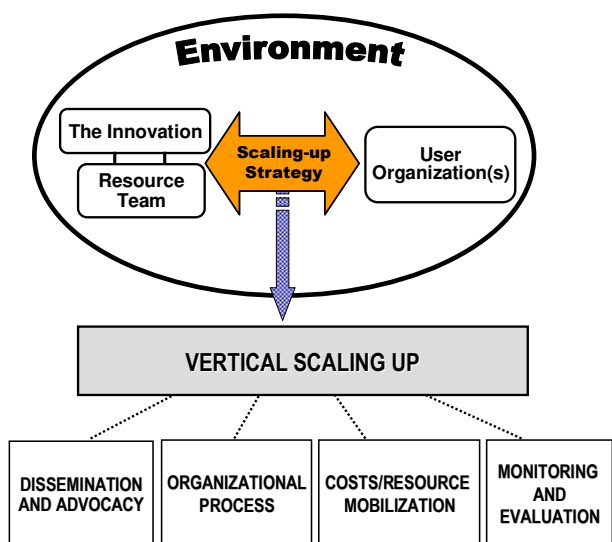 Environment
The Innovation
Resource
Team
Scaling-up
Strategy
User
Organization(s)
VERTICAL SCALING UP
DISSEMINATION
AND ADVOCACY
ORGANIZATIONAL
PROCESS
COSTS/RESOURCE
MOBILIZATION
MONITORING
AND
EVALUATION